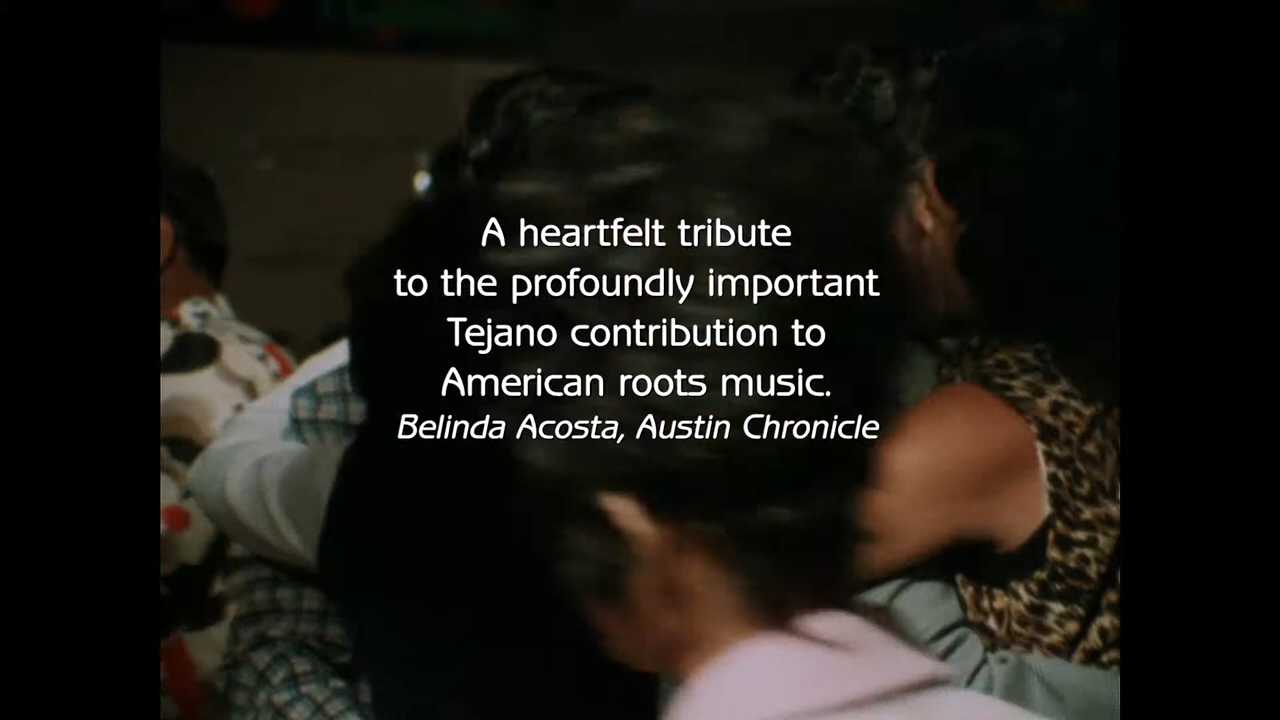 A heartfelt tribute
to the profoundly important
Tejano contribution to
American roots music.
Belinda Acosta, Austin Chronicle